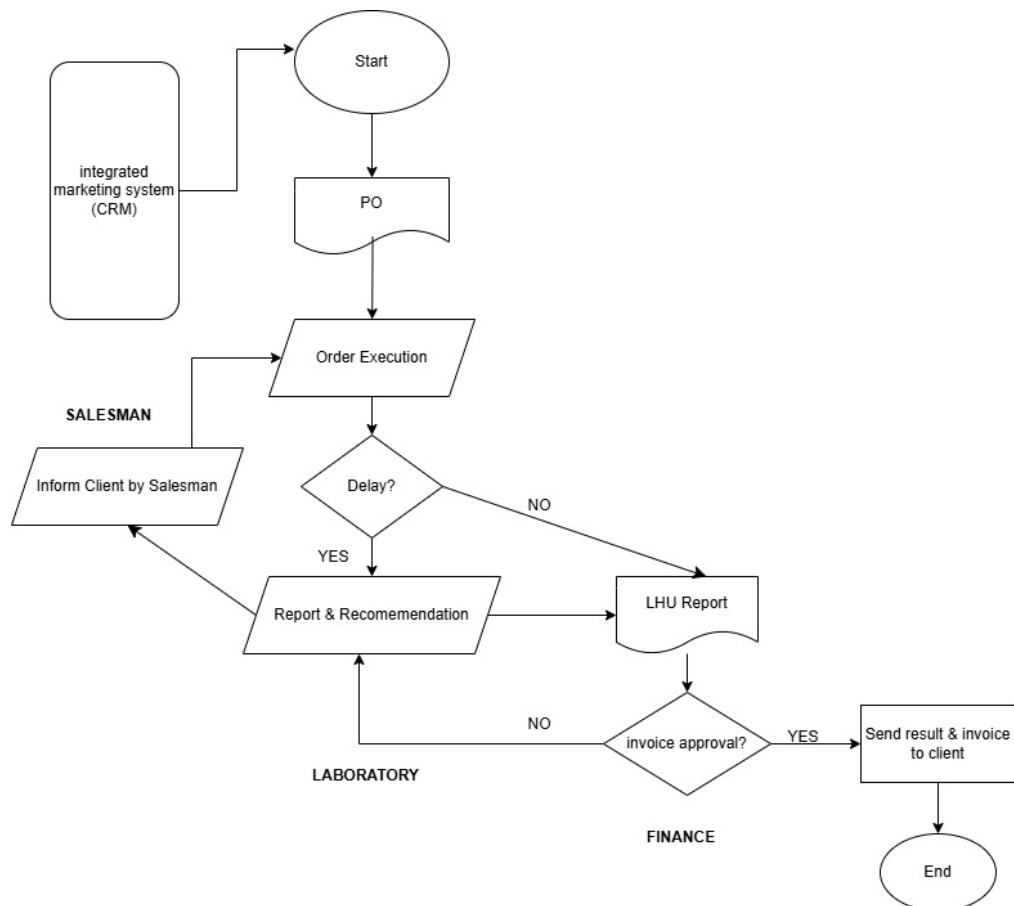 Start
integrated
marketing system
(CRM)
PO
Order Execution
SALESMAN
Inform Client by Salesman
Delay?
NO
YES
Report & Recomemendation
LHU Report
NO
invoice approval?
YES
Send result & invoice
to client
LABORATORY
FINANCE
End